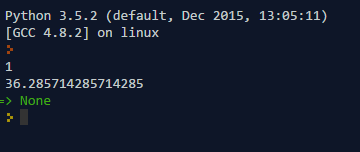 Python 3.5.2 (default, Dec 2015, 13:05:11)
[GCC 4.8.2] on linux
1
36.285714285714285
=> None